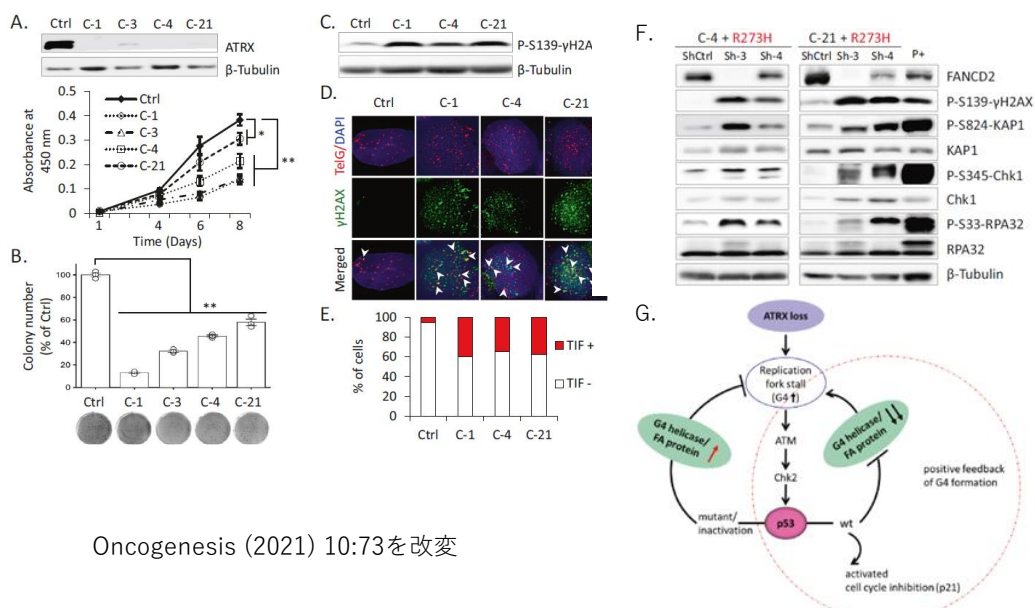 A.
Ctrl C-1 C-3 C-4 C-21
ATRX
β-Tubulin
Absorbance at
450 nm
0.5
0.4
0.3
0.2
0.1
0
1 4 6 8
Time (Days)
Ctrl
C-1
C-3
C-4
C-21
*
**
B.
Colony number
(% of Ctrl)
100
80
60
40
20
0
**
Ctrl C-1 C-3 C-4 C-21
C.
Ctrl C-1 C-4 C-21
P-S139-γH2A
β-Tubulin
D.
Ctrl C-1 C-4 C-21
TelG/DAPI
γH2AX
Merged
E.
% of cells
100
80
60
40
20
0
Ctrl C-1 C-4 C-21
TIF +
TIF -
F.
C-4 + R273H C-21 + R273H
ShCtrl Sh-3 Sh-4 ShCtrl Sh-3 Sh-4 P+
FANCD2
P-S139-γH2AX
P-S824-KAP1
KAP1
P-S345-Chk1
Chk1
P-S33-RPA32
RPA32
β-Tubulin
G.
ATRX loss
Replication
fork stall
(G4↑)
ATM
Chk2
p53
G4 helicase/
FA protein
G4 helicase/
FA protein
mutant/
inactivation
wt
positive feedback
of G4 formation
activated
cell cycle inhibition (p21)
Oncogenesis (2021) 10:73を改変